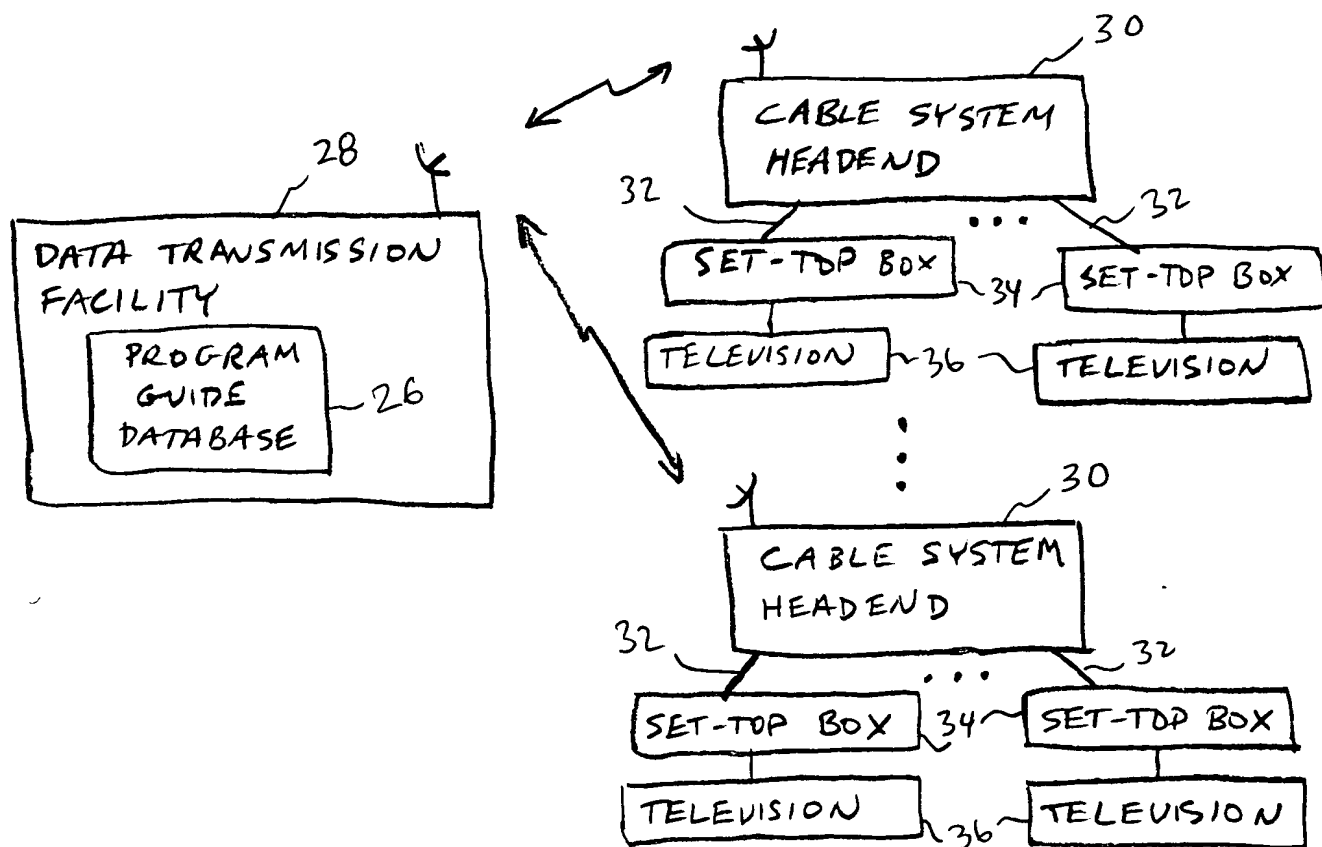 28
DATA TRANSMISSION
FACILITY
PROGRAM
GUIDE
DATABASE
26
30
CABLE SYSTEM
HEADEND
32
32
SET-TOP BOX
34
SET-TOP BOX
TELEVISION
36
TELEVISION
30
CABLE SYSTEM
HEADEND
32
32
SET-TOP BOX
34
SET-TOP BOX
TELEVISION
36
TELEVISION